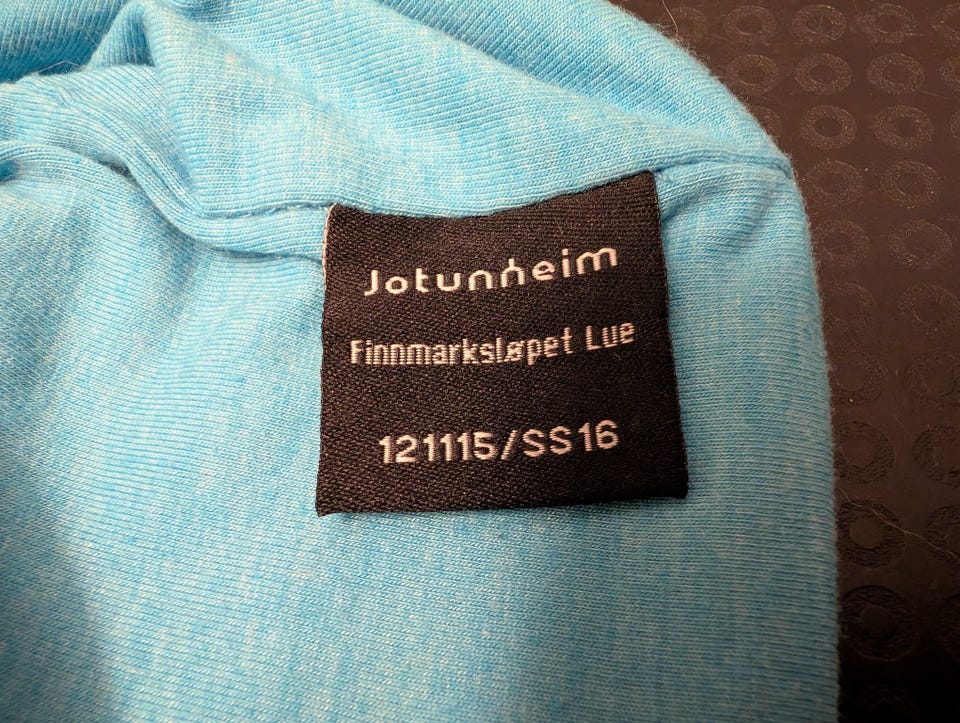 Jotunheim
Finnmarksløpet Lue
121115/SS16